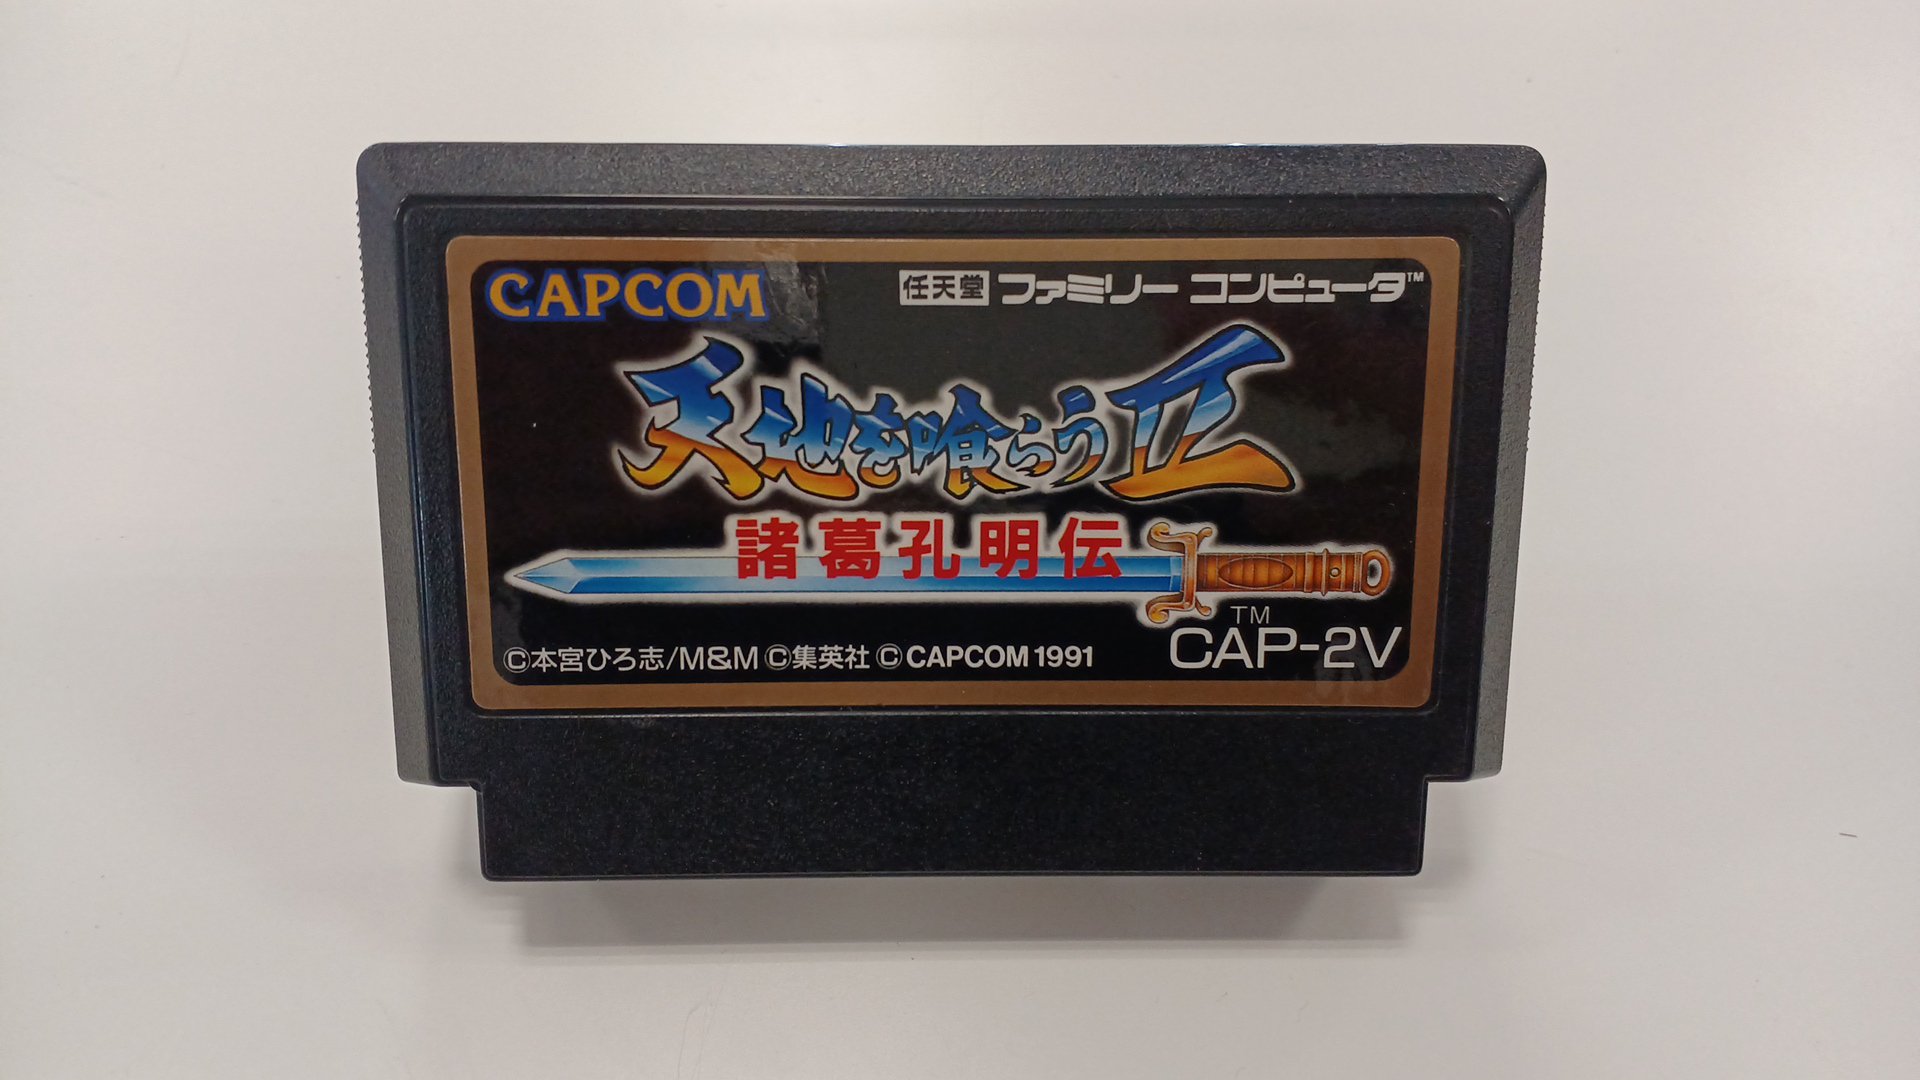 CAPCOM
任天堂 ファミリー コンピュータ™
天地を喰らうII
諸葛孔明伝
TM
CAP-2V
©本宮ひろ志/M&M ©集英社 © CAPCOM 1991